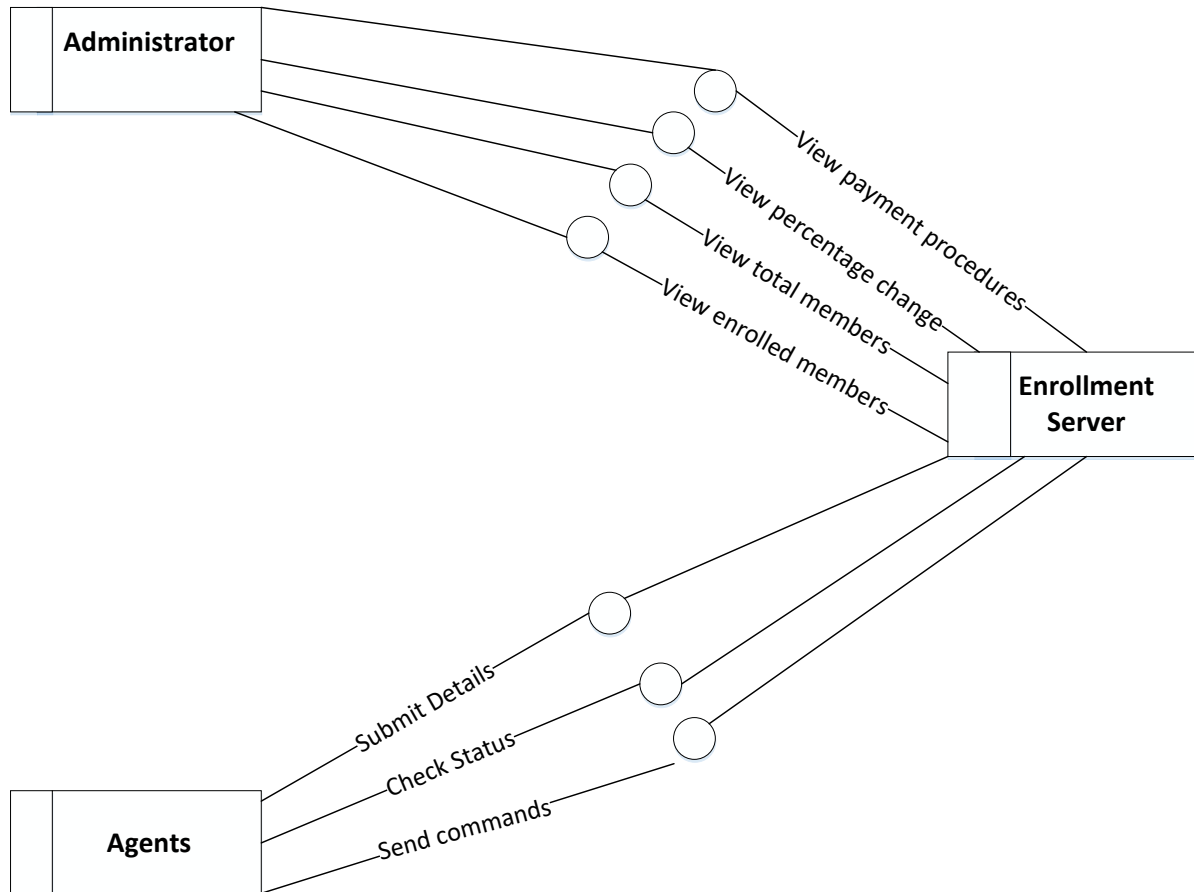 Administrator
View payment procedures
View percentage change
View total members
View enrolled members
Enrollment
Server
Submit Details
Check Status
Send commands
Agents